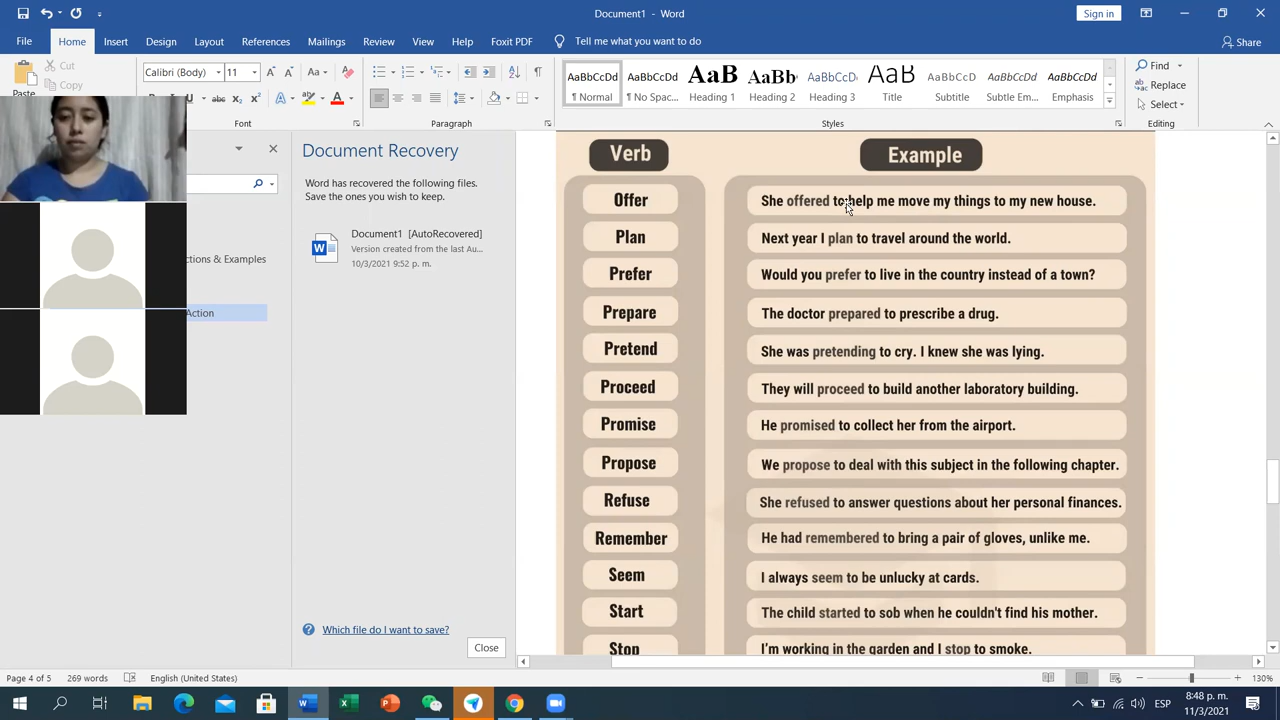 Document1 - Word
Sign in
File Home Insert Design Layout References Mailings Review View Help Foxit PDF Tell me what you want to do
Share
Cut
Copy
Paste
Calibri (Body) 11
AaBbCcDd AaBbCcDd AaB AaBb AaBbCcDd AaB AaBbCcD AaBbCcDd AaBbCcDd
¶ Normal ¶ No Spac... Heading 1 Heading 2 Heading 3 Title Subtitle Subtle Em... Emphasis
Find
Replace
Select
Font Paragraph Styles Editing
Document Recovery
Word has recovered the following files.
Save the ones you wish to keep.
Document1 [AutoRecovered]
Version created from the last Au...
10/3/2021 9:52 p. m.
ctions & Examples
Action
Which file do I want to save?
Close
Verb Example
Offer She offered to help me move my things to my new house.
Plan Next year I plan to travel around the world.
Prefer Would you prefer to live in the country instead of a town?
Prepare The doctor prepared to prescribe a drug.
Pretend She was pretending to cry. I knew she was lying.
Proceed They will proceed to build another laboratory building.
Promise He promised to collect her from the airport.
Propose We propose to deal with this subject in the following chapter.
Refuse She refused to answer questions about her personal finances.
Remember He had remembered to bring a pair of gloves, unlike me.
Seem I always seem to be unlucky at cards.
Start The child started to sob when he couldn't find his mother.
Stop I'm working in the garden and I stop to smoke.
Page 4 of 5 269 words English (United States) 130%
ESP 8:48 p. m.
11/3/2021